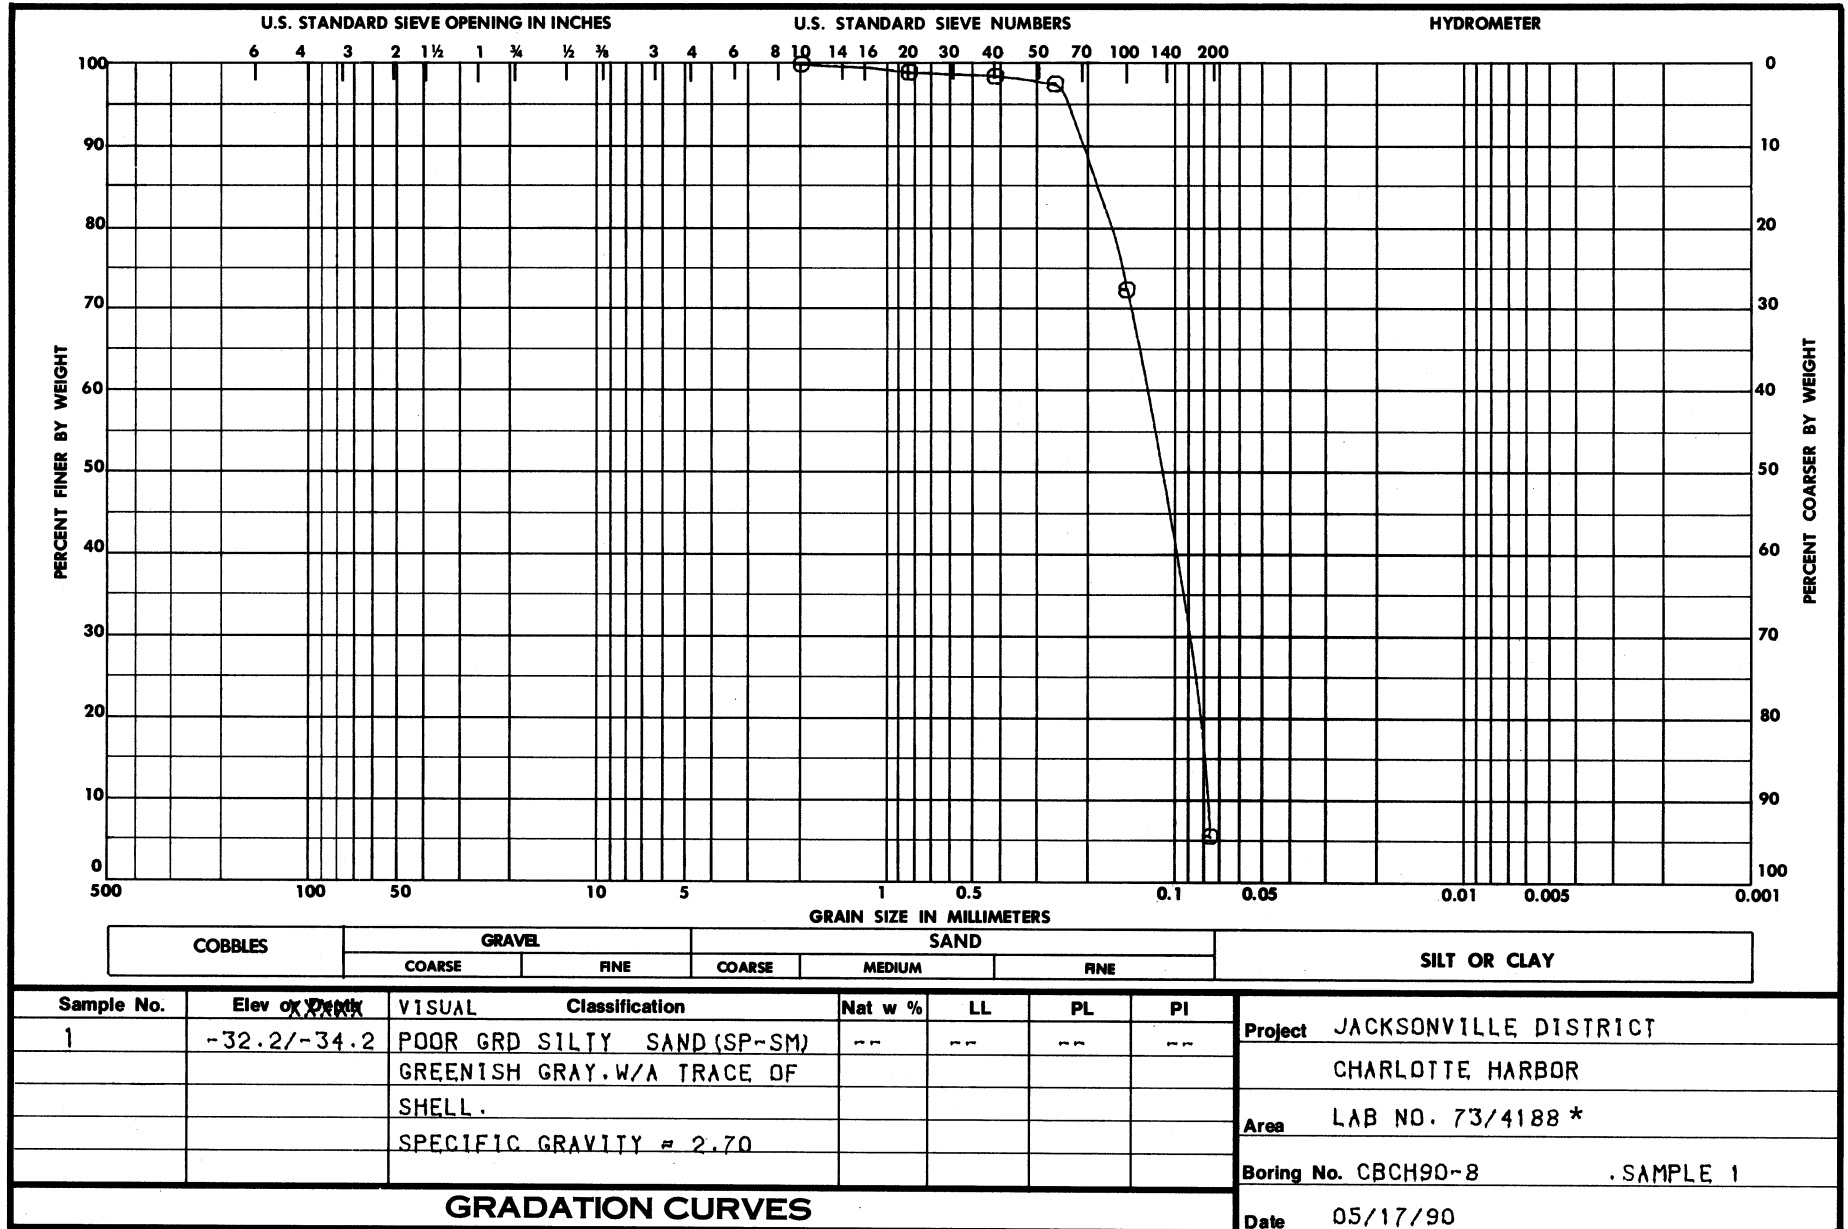 U.S. STANDARD SIEVE OPENING IN INCHES U.S. STANDARD SIEVE NUMBERS HYDROMETER
6 4 3 2 1½ 1 ¾ ½ ⅜ 3 4 6 8 10 14 16 20 30 40 50 70 100 140 200
100 0
90 10
80 20
70 30
60 40
50 50
40 60
30 70
20 80
10 90
0 100
PERCENT FINER BY WEIGHT
PERCENT COARSER BY WEIGHT
500 100 50 10 5 1 0.5 0.1 0.05 0.01 0.005 0.001
GRAIN SIZE IN MILLIMETERS
COBBLES GRAVEL SAND SILT OR CLAY
COARSE FINE COARSE MEDIUM FINE
Sample No. Elev or Depth VISUAL Classification Nat w % LL PL PI
1 -32.2/-34.2 POOR GRD SILTY SAND(SP-SM) -- -- -- --
GREENISH GRAY.W/A TRACE OF
SHELL.
SPECIFIC GRAVITY = 2.70
Project JACKSONVILLE DISTRICT
CHARLOTTE HARBOR
Area LAB NO. 73/4188 *
Boring No. CBCH90-8 .SAMPLE 1
Date 05/17/90
GRADATION CURVES